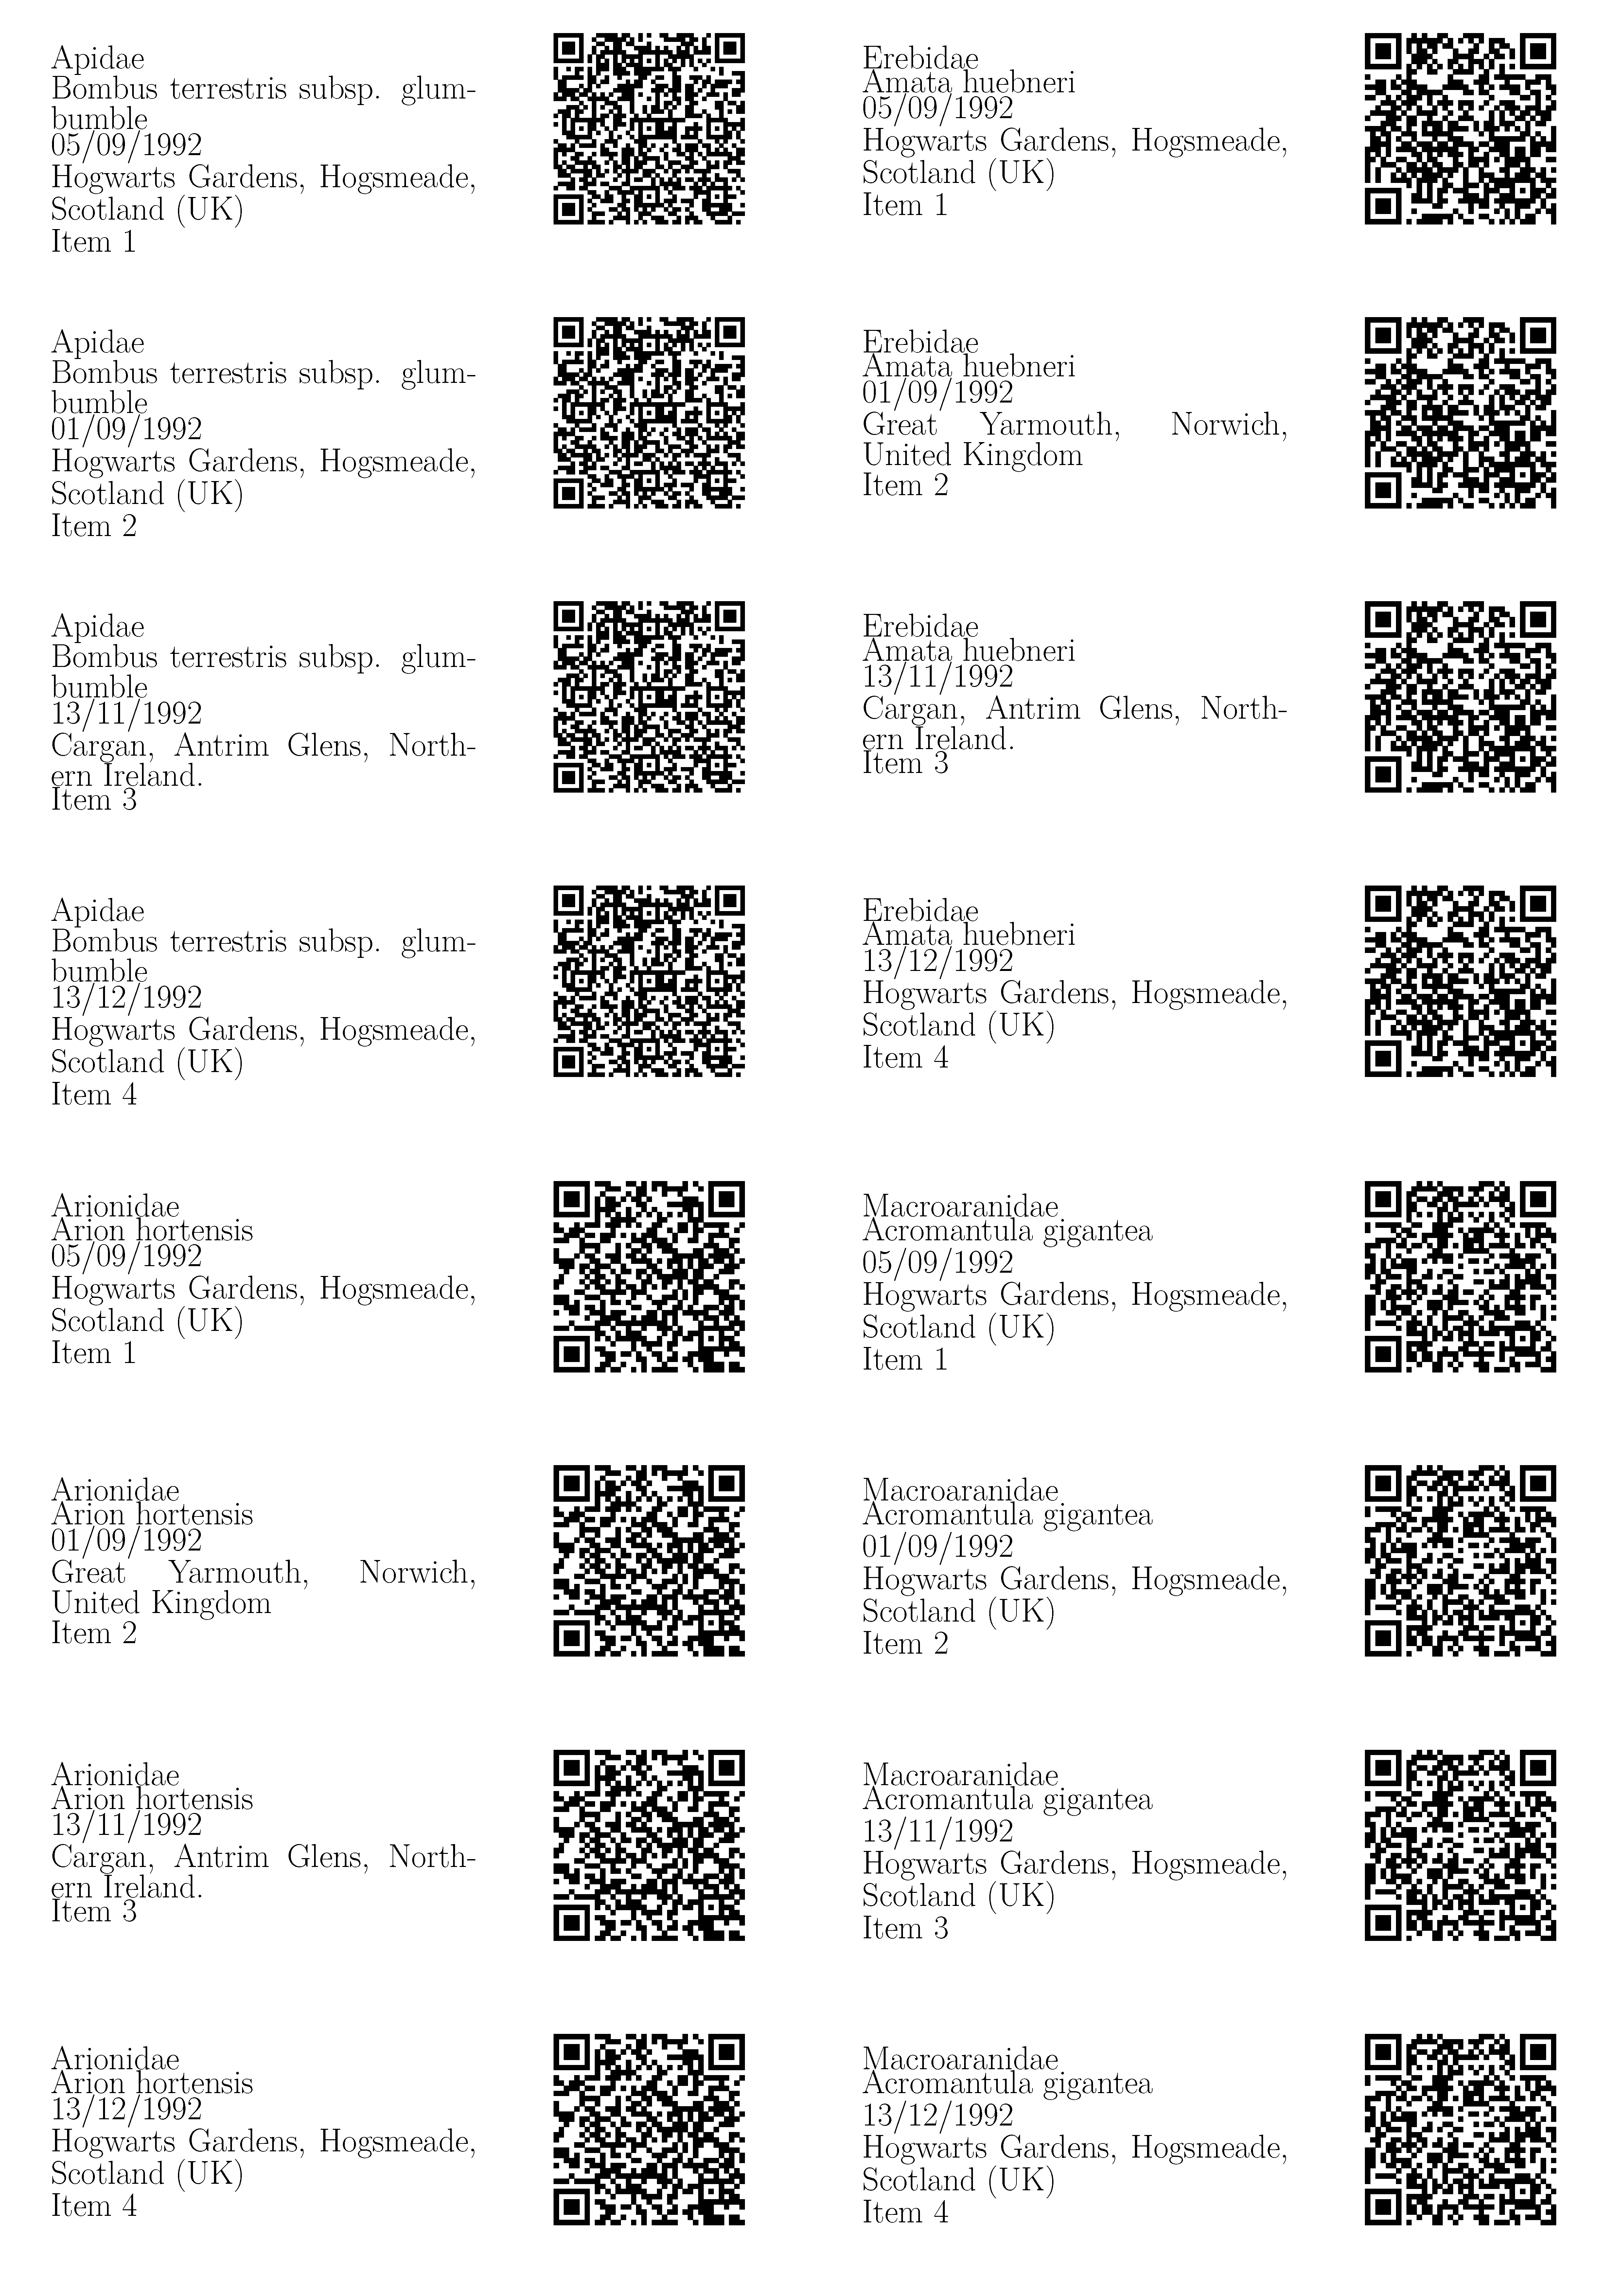 Apidae
Bombus terrestris subsp. glum-
bumble
05/09/1992
Hogwarts Gardens, Hogsmeade,
Scotland (UK)
Item 1
Apidae
Bombus terrestris subsp. glum-
bumble
01/09/1992
Hogwarts Gardens, Hogsmeade,
Scotland (UK)
Item 2
Apidae
Bombus terrestris subsp. glum-
bumble
13/11/1992
Cargan, Antrim Glens, North-
ern Ireland.
Item 3
Apidae
Bombus terrestris subsp. glum-
bumble
13/12/1992
Hogwarts Gardens, Hogsmeade,
Scotland (UK)
Item 4
Arionidae
Arion hortensis
05/09/1992
Hogwarts Gardens, Hogsmeade,
Scotland (UK)
Item 1
Arionidae
Arion hortensis
01/09/1992
Great Yarmouth, Norwich,
United Kingdom
Item 2
Arionidae
Arion hortensis
13/11/1992
Cargan, Antrim Glens, North-
ern Ireland.
Item 3
Arionidae
Arion hortensis
13/12/1992
Hogwarts Gardens, Hogsmeade,
Scotland (UK)
Item 4
Erebidae
Amata huebneri
05/09/1992
Hogwarts Gardens, Hogsmeade,
Scotland (UK)
Item 1
Erebidae
Amata huebneri
01/09/1992
Great Yarmouth, Norwich,
United Kingdom
Item 2
Erebidae
Amata huebneri
13/11/1992
Cargan, Antrim Glens, North-
ern Ireland.
Item 3
Erebidae
Amata huebneri
13/12/1992
Hogwarts Gardens, Hogsmeade,
Scotland (UK)
Item 4
Macroaranidae
Acromantula gigantea
05/09/1992
Hogwarts Gardens, Hogsmeade,
Scotland (UK)
Item 1
Macroaranidae
Acromantula gigantea
01/09/1992
Hogwarts Gardens, Hogsmeade,
Scotland (UK)
Item 2
Macroaranidae
Acromantula gigantea
13/11/1992
Hogwarts Gardens, Hogsmeade,
Scotland (UK)
Item 3
Macroaranidae
Acromantula gigantea
13/12/1992
Hogwarts Gardens, Hogsmeade,
Scotland (UK)
Item 4